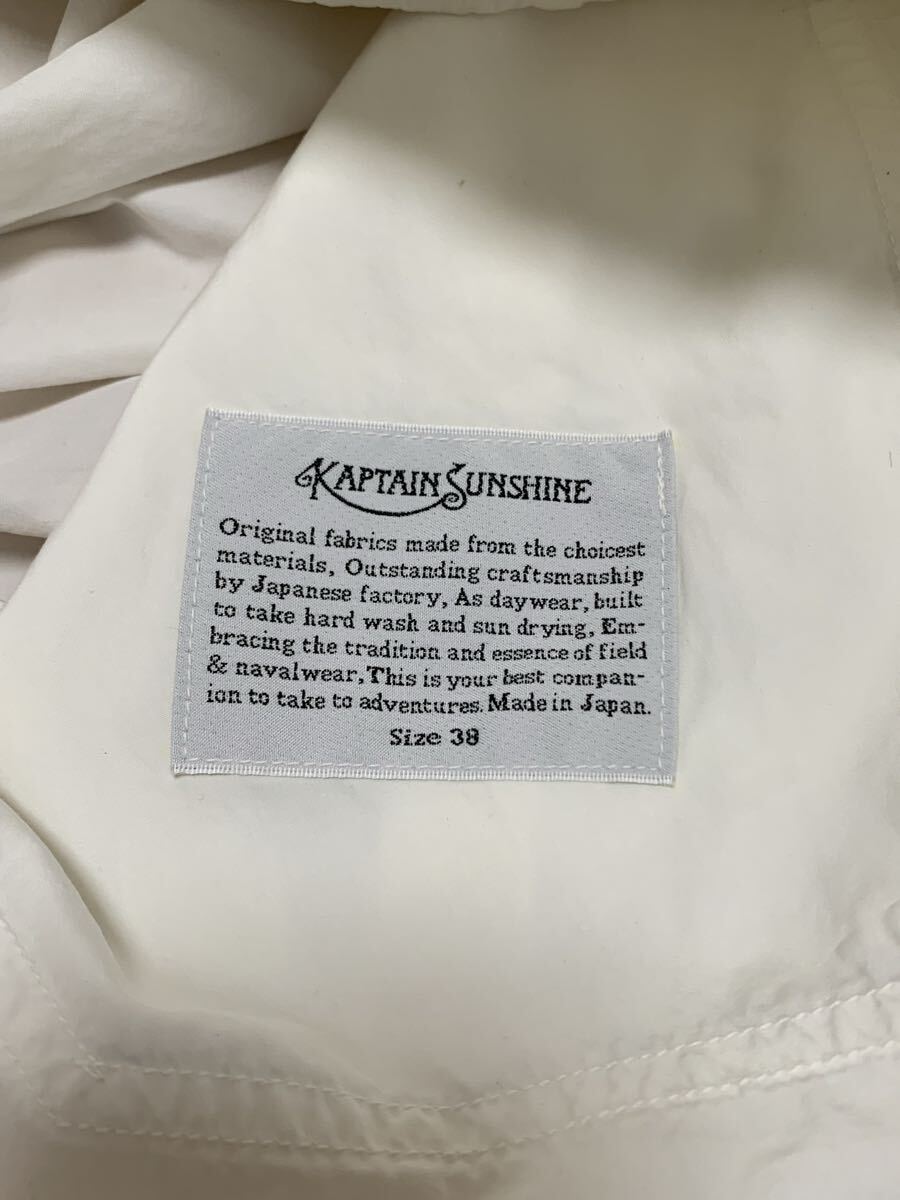 KAPTAIN SUNSHINE
Original fabrics made from the choicest
materials, Outstanding craftsmanship
by Japanese factory, As daywear, built
to take hard wash and sun drying, Em-
bracing the tradition and essence of field
& navalwear, This is your best compan-
ion to take to adventures. Made in Japan.
Size 38